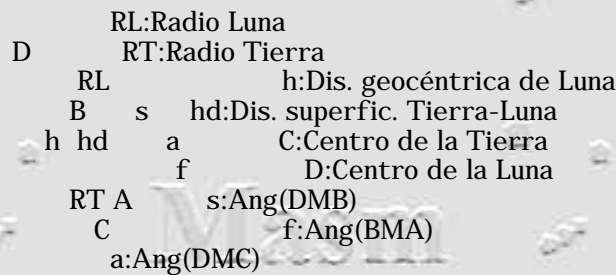 RL:Radio Luna
D RT:Radio Tierra
RL h:Dis. geocéntrica de Luna
B s hd:Dis. superfic. Tierra-Luna
h hd a C:Centro de la Tierra
f D:Centro de la Luna
RT A s:Ang(DMB)
C f:Ang(BMA)
a:Ang(DMC)
Masm